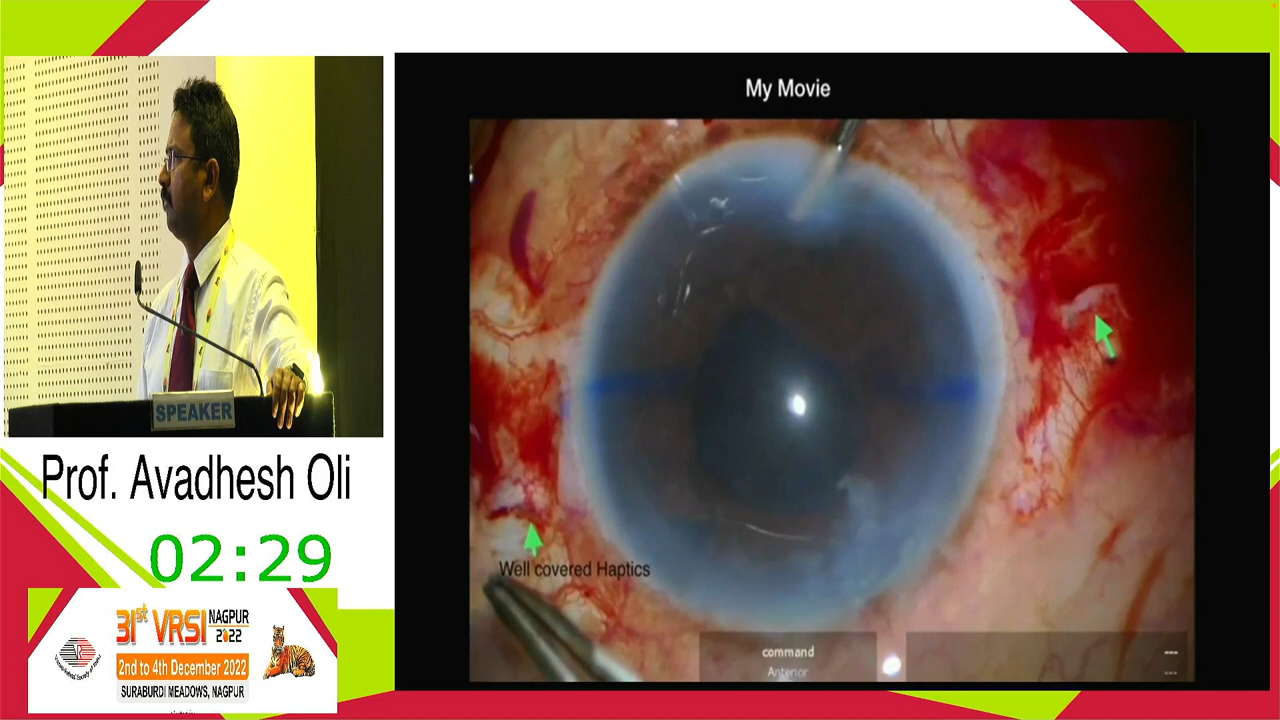 My Movie
SPEAKER
Prof. Avadhesh Oli
02:29
31st VRSI NAGPUR 2022
2nd to 4th December 2022
SURABURDI MEADOWS, NAGPUR
Well covered Haptics
command
Anterior
---
---